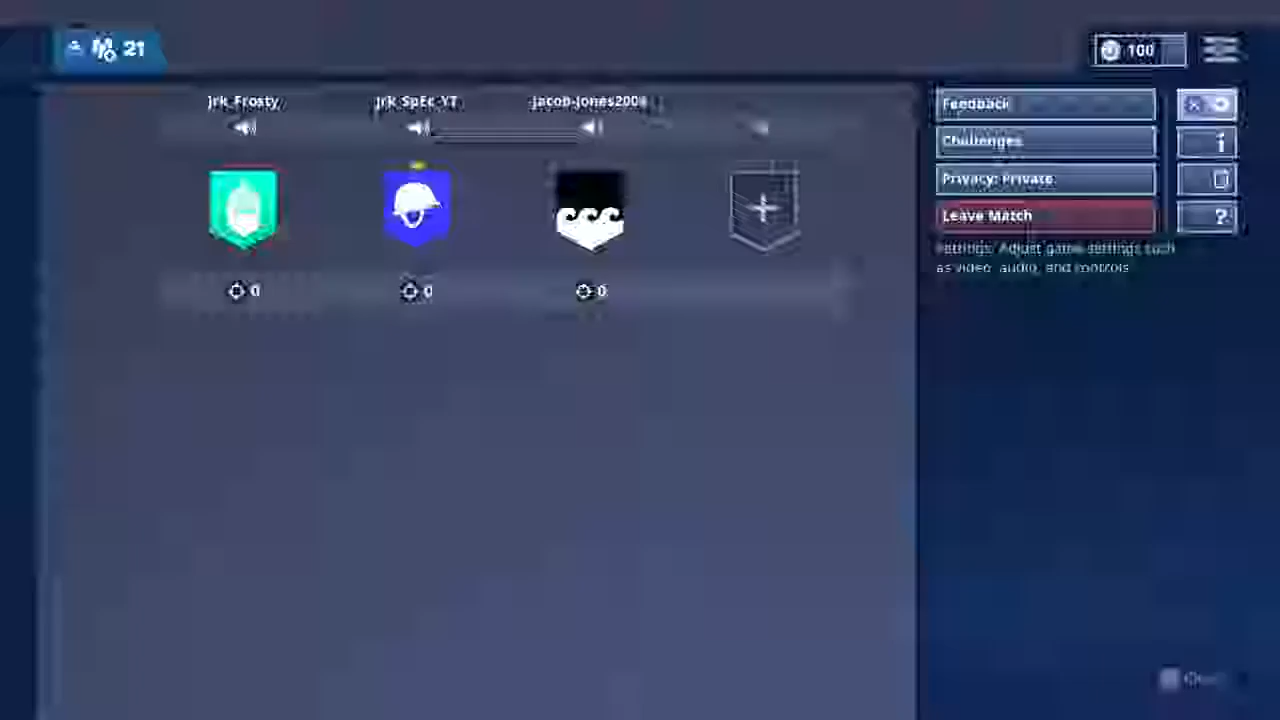 21
100
jrk_Frosty
jrk_SpEc_YT
Jacob-Jones2004
0
0
0
Feedback
Challenges
Privacy: Private
Leave Match
Settings. Adjust game settings such
as video, audio, and controls